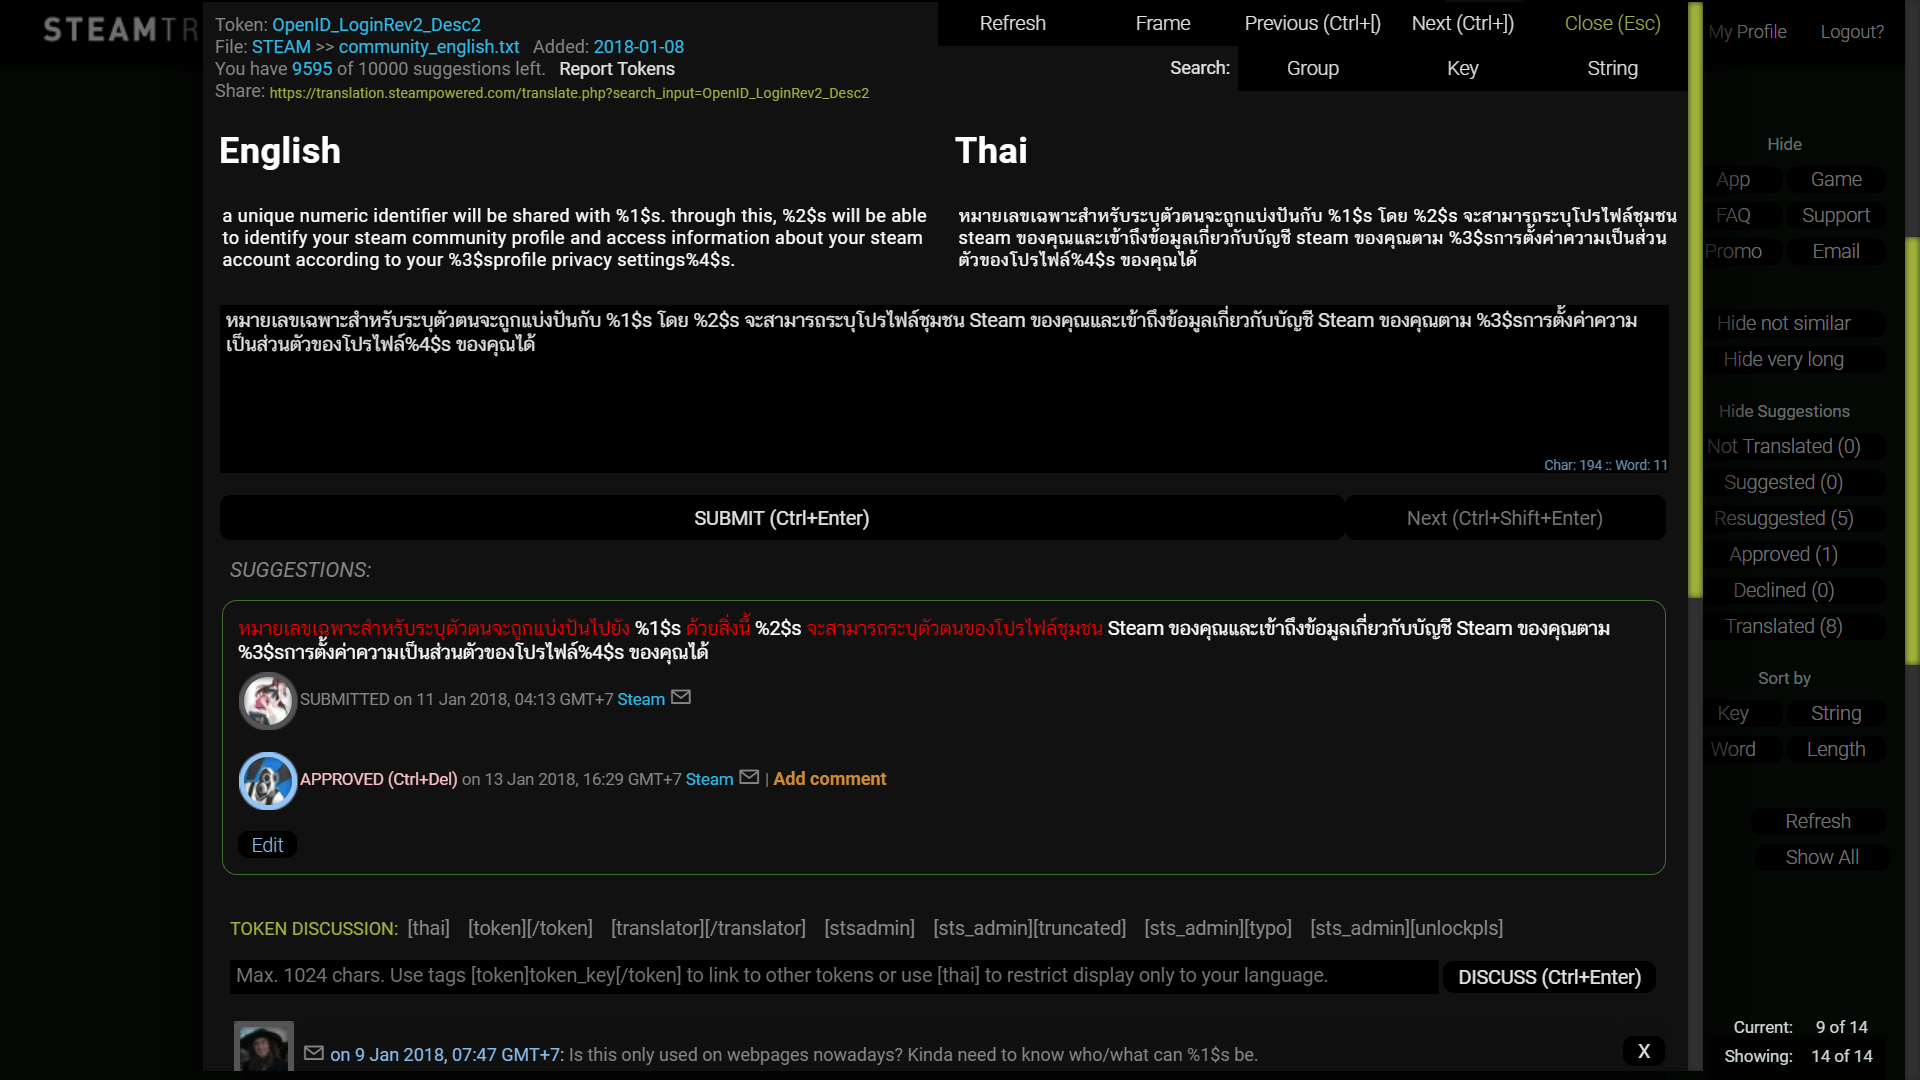 STEAMTR
Token: OpenID_LoginRev2_Desc2
File: STEAM >> community_english.txt Added: 2018-01-08
You have 9595 of 10000 suggestions left. Report Tokens
Share: https://translation.steampowered.com/translate.php?search_input=OpenID_LoginRev2_Desc2
Refresh Frame Previous (Ctrl+[) Next (Ctrl+]) Close (Esc)
Search: Group Key String
My Profile Logout?
English
a unique numeric identifier will be shared with %1$s. through this, %2$s will be able
to identify your steam community profile and access information about your steam
account according to your %3$sprofile privacy settings%4$s.
Thai
หมายเลขเฉพาะสำหรับระบุตัวตนจะถูกแบ่งปันกับ %1$s โดย %2$s จะสามารถระบุโปรไฟล์ชุมชน
steam ของคุณและเข้าถึงข้อมูลเกี่ยวกับบัญชี steam ของคุณตาม %3$sการตั้งค่าความเป็นส่วน
ตัวของโปรไฟล์%4$s ของคุณได้
หมายเลขเฉพาะสำหรับระบุตัวตนจะถูกแบ่งปันกับ %1$s โดย %2$s จะสามารถระบุโปรไฟล์ชุมชน Steam ของคุณและเข้าถึงข้อมูลเกี่ยวกับบัญชี Steam ของคุณตาม %3$sการตั้งค่าความ
เป็นส่วนตัวของโปรไฟล์%4$s ของคุณได้
Char: 194 :: Word: 11
SUBMIT (Ctrl+Enter) Next (Ctrl+Shift+Enter)
SUGGESTIONS:
หมายเลขเฉพาะสำหรับระบุตัวตนจะถูกแบ่งปันไปยัง %1$s ด้วยสิ่งนี้ %2$s จะสามารถระบุตัวตนของโปรไฟล์ชุมชน Steam ของคุณและเข้าถึงข้อมูลเกี่ยวกับบัญชี Steam ของคุณตาม
%3$sการตั้งค่าความเป็นส่วนตัวของโปรไฟล์%4$s ของคุณได้
SUBMITTED on 11 Jan 2018, 04:13 GMT+7 Steam
APPROVED (Ctrl+Del) on 13 Jan 2018, 16:29 GMT+7 Steam | Add comment
Edit
TOKEN DISCUSSION: [thai] [token][/token] [translator][/translator] [stsadmin] [sts_admin][truncated] [sts_admin][typo] [sts_admin][unlockpls]
Max. 1024 chars. Use tags [token]token_key[/token] to link to other tokens or use [thai] to restrict display only to your language.
DISCUSS (Ctrl+Enter)
on 9 Jan 2018, 07:47 GMT+7: Is this only used on webpages nowadays? Kinda need to know who/what can %1$s be.
X
Hide
App Game
FAQ Support
Promo Email
Hide not similar
Hide very long
Hide Suggestions
Not Translated (0)
Suggested (0)
Resuggested (5)
Approved (1)
Declined (0)
Translated (8)
Sort by
Key String
Word Length
Refresh
Show All
Current: 9 of 14
Showing: 14 of 14